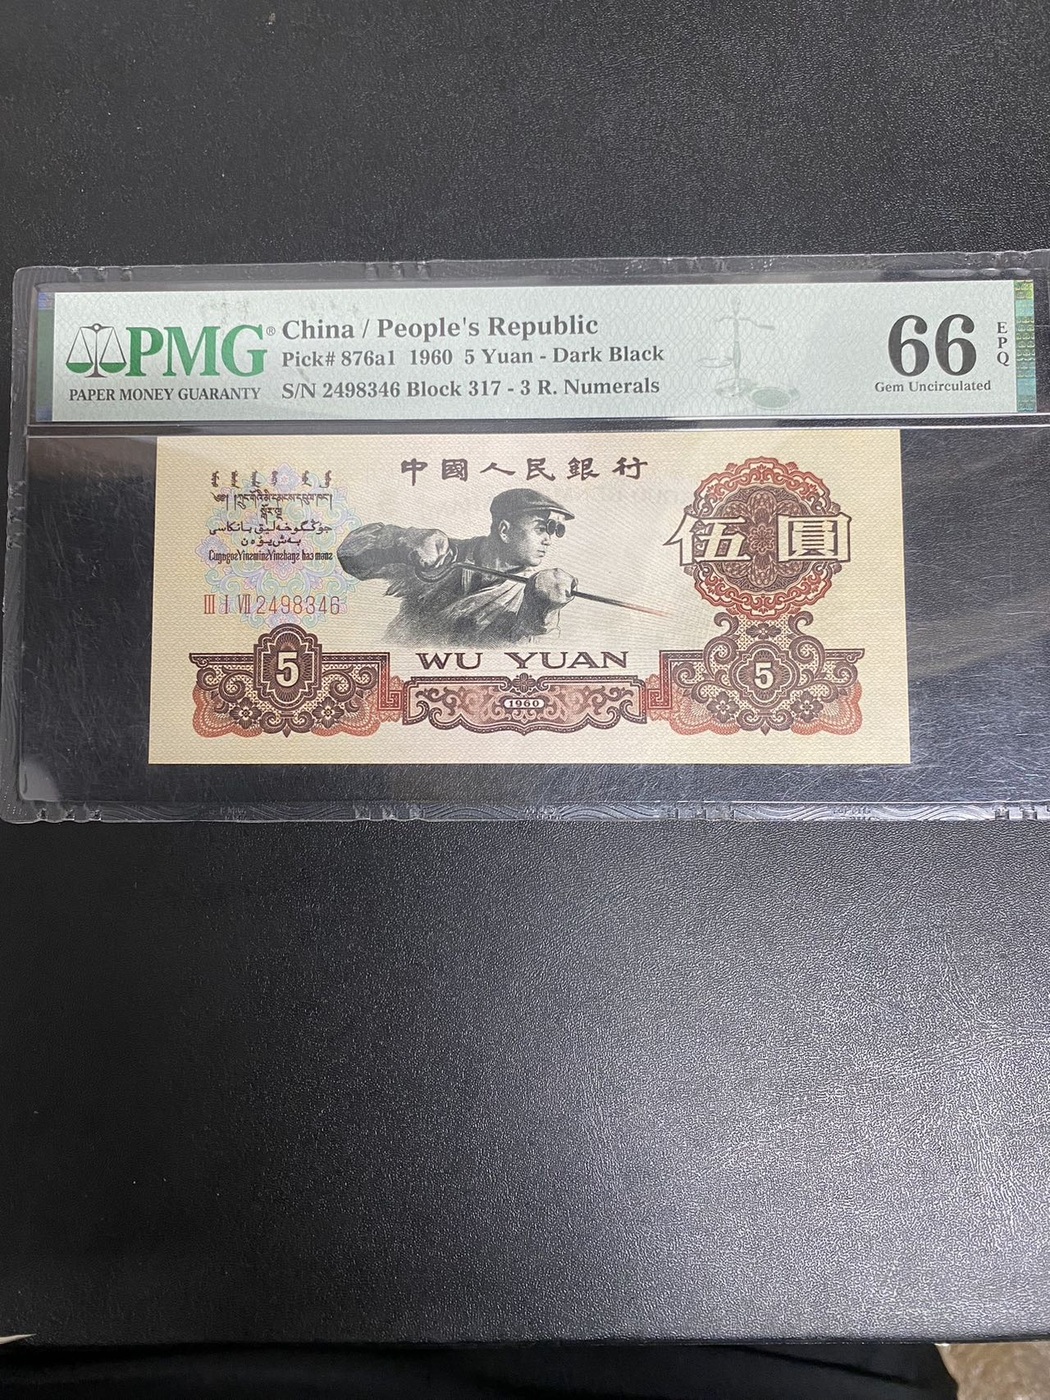 PMG®
PAPER MONEY GUARANTY
China / People's Republic
Pick# 876a1 1960 5 Yuan - Dark Black
S/N 2498346 Block 317 - 3 R. Numerals
66
EPQ
Gem Uncirculated
中國人民銀行
伍圓
III I VII 2498346
5
WU YUAN
1960
5